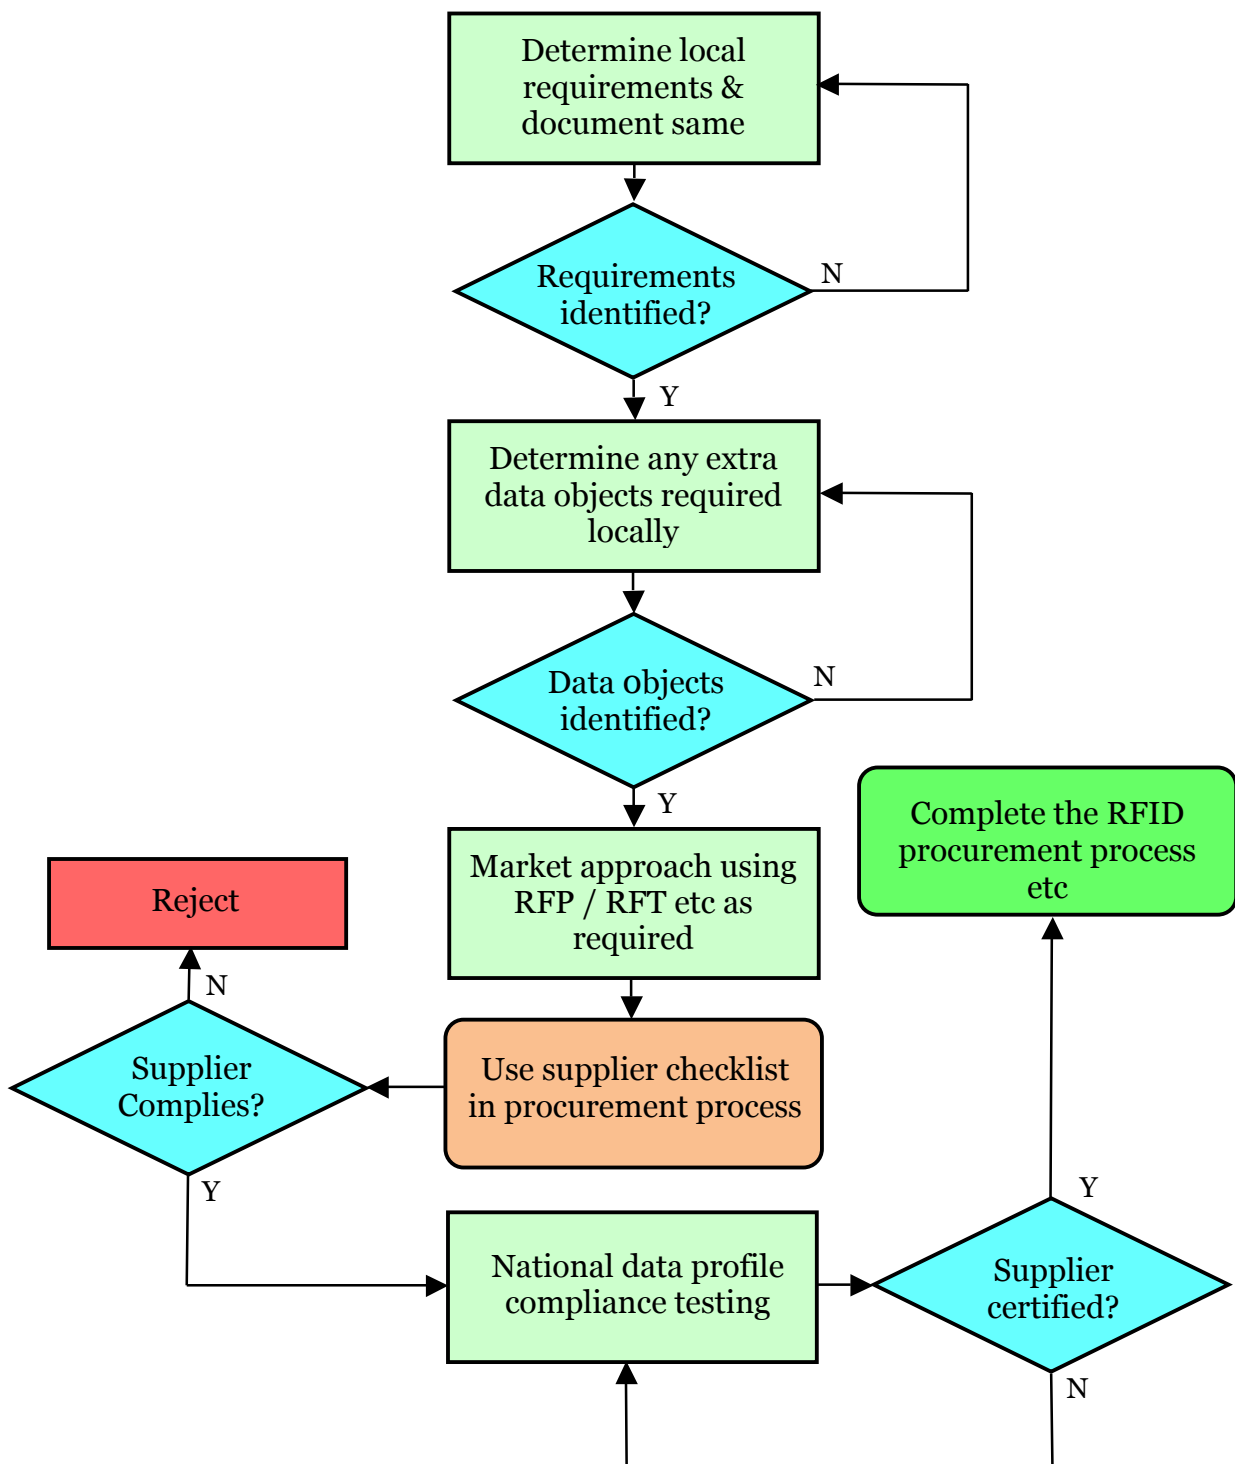 Determine local
requirements &
document same
Requirements
identified?
N
Y
Determine any extra
data objects required
locally
Data objects
identified?
N
Y
Market approach using
RFP / RFT etc as
required
Complete the RFID
procurement process
etc
Reject
N
Supplier
Complies?
Use supplier checklist
in procurement process
Y
National data profile
compliance testing
Y
Supplier
certified?
N